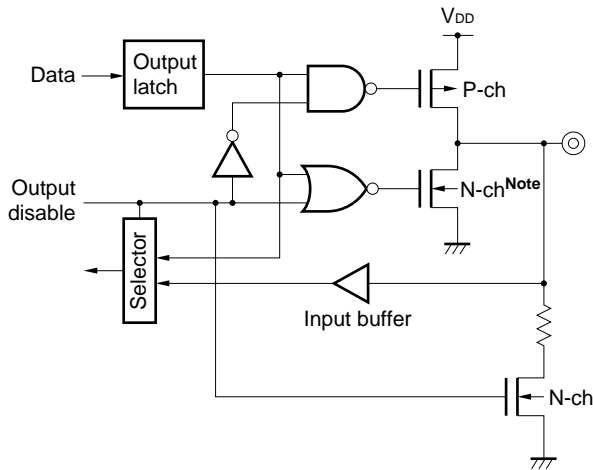 VDD
Data
Output
latch
P-ch
Output
disable
N-chNote
Selector
Input buffer
N-ch